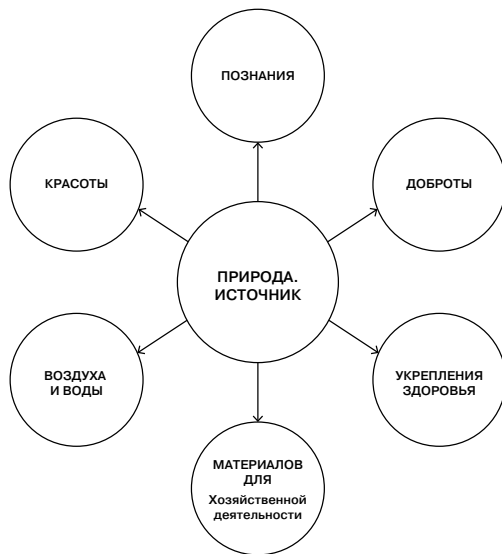 ПОЗНАНИЯ
КРАСОТЫ
ДОБРОТЫ
ПРИРОДА.
ИСТОЧНИК
ВОЗДУХА
И ВОДЫ
УКРЕПЛЕНИЯ
ЗДОРОВЬЯ
МАТЕРИАЛОВ
ДЛЯ
Хозяйственной
деятельности